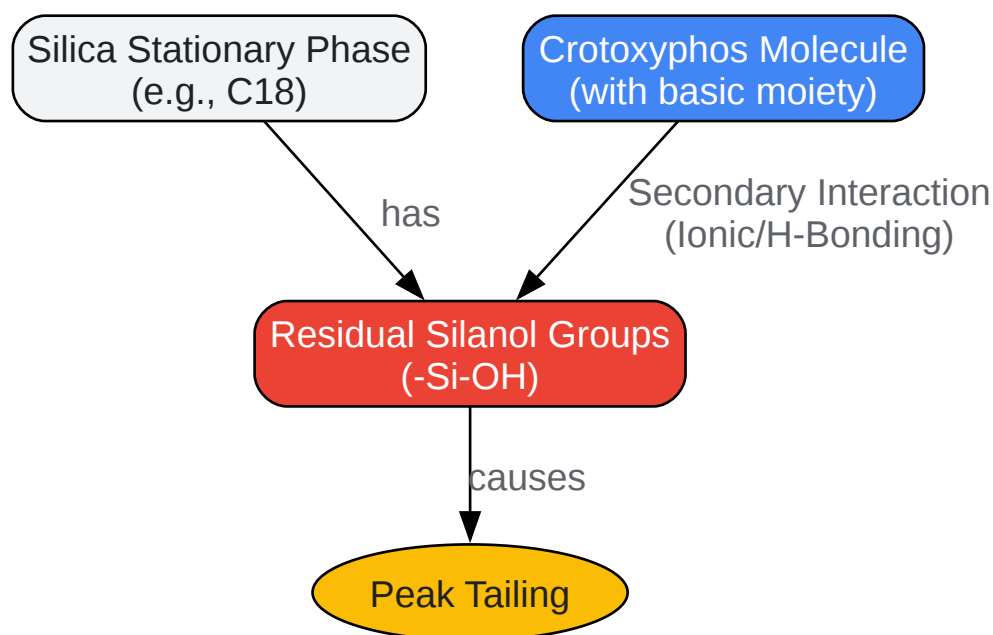 Silica Stationary Phase
(e.g., C18)
Crotoxyphos Molecule
(with basic moiety)
has
Secondary Interaction
(Ionic/H-Bonding)
Residual Silanol Groups
(-Si-OH)
causes
Peak Tailing